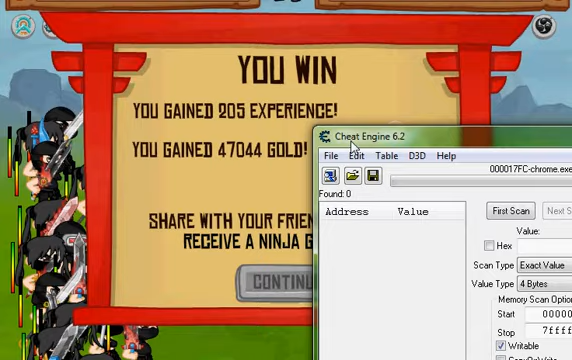 YOU WIN
YOU GAINED 205 EXPERIENCE!
YOU GAINED 47044 GOLD!
SHARE WITH YOUR FRIEN
RECEIVE A NINJA G
CONTINU
Cheat Engine 6.2
File Edit Table D3D Help
000017FC-chrome.exe
Found: 0
Address Value
First Scan Next S
Value:
Hex
Scan Type Exact Value
Value Type 4 Bytes
Memory Scan Option
Start 00000
Stop 7ffff
Writable